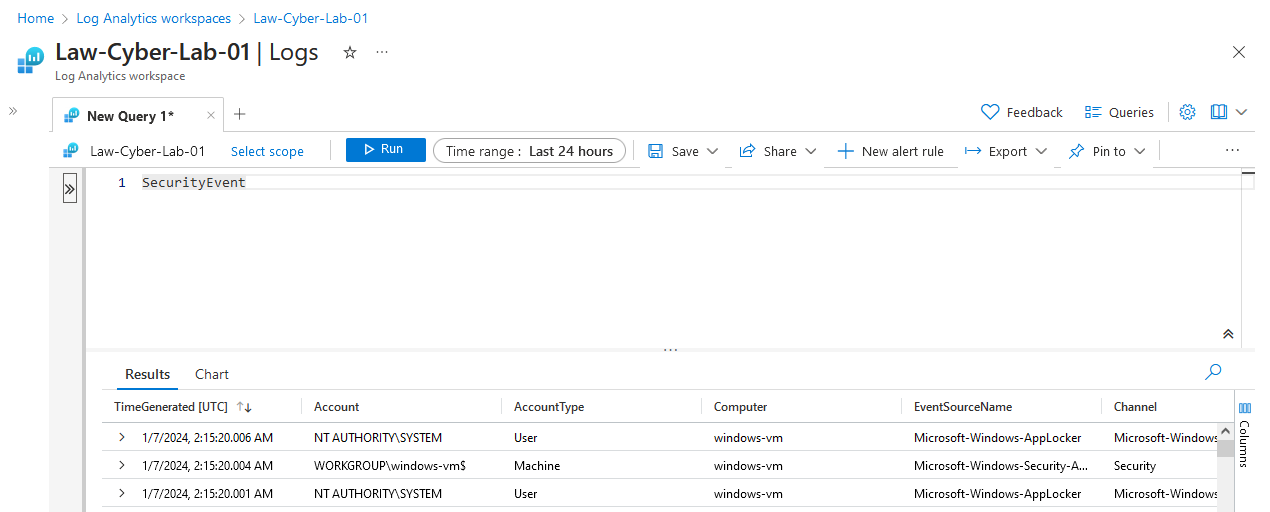 Home > Log Analytics workspaces > Law-Cyber-Lab-01
Law-Cyber-Lab-01 | Logs
Log Analytics workspace
New Query 1*
Feedback
Queries
Law-Cyber-Lab-01 Select scope Run Time range : Last 24 hours Save Share New alert rule Export Pin to
1 SecurityEvent
Results Chart
TimeGenerated [UTC] Account AccountType Computer EventSourceName Channel
1/7/2024, 2:15:20.006 AM NT AUTHORITY\SYSTEM User windows-vm Microsoft-Windows-AppLocker Microsoft-Windows
1/7/2024, 2:15:20.004 AM WORKGROUP\windows-vm$ Machine windows-vm Microsoft-Windows-Security-A... Security
1/7/2024, 2:15:20.001 AM NT AUTHORITY\SYSTEM User windows-vm Microsoft-Windows-AppLocker Microsoft-Windows
Columns